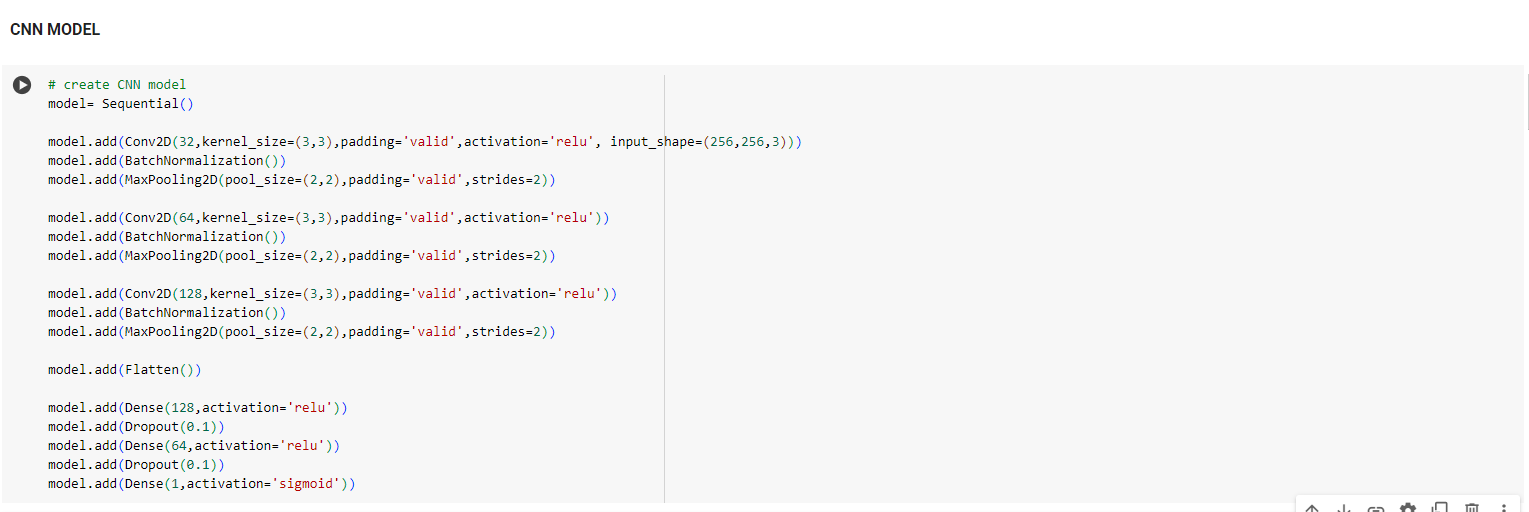 CNN MODEL
# create CNN model
model= Sequential()
model.add(Conv2D(32,kernel_size=(3,3),padding='valid',activation='relu', input_shape=(256,256,3)))
model.add(BatchNormalization())
model.add(MaxPooling2D(pool_size=(2,2),padding='valid',strides=2))
model.add(Conv2D(64,kernel_size=(3,3),padding='valid',activation='relu'))
model.add(BatchNormalization())
model.add(MaxPooling2D(pool_size=(2,2),padding='valid',strides=2))
model.add(Conv2D(128,kernel_size=(3,3),padding='valid',activation='relu'))
model.add(BatchNormalization())
model.add(MaxPooling2D(pool_size=(2,2),padding='valid',strides=2))
model.add(Flatten())
model.add(Dense(128,activation='relu'))
model.add(Dropout(0.1))
model.add(Dense(64,activation='relu'))
model.add(Dropout(0.1))
model.add(Dense(1,activation='sigmoid'))